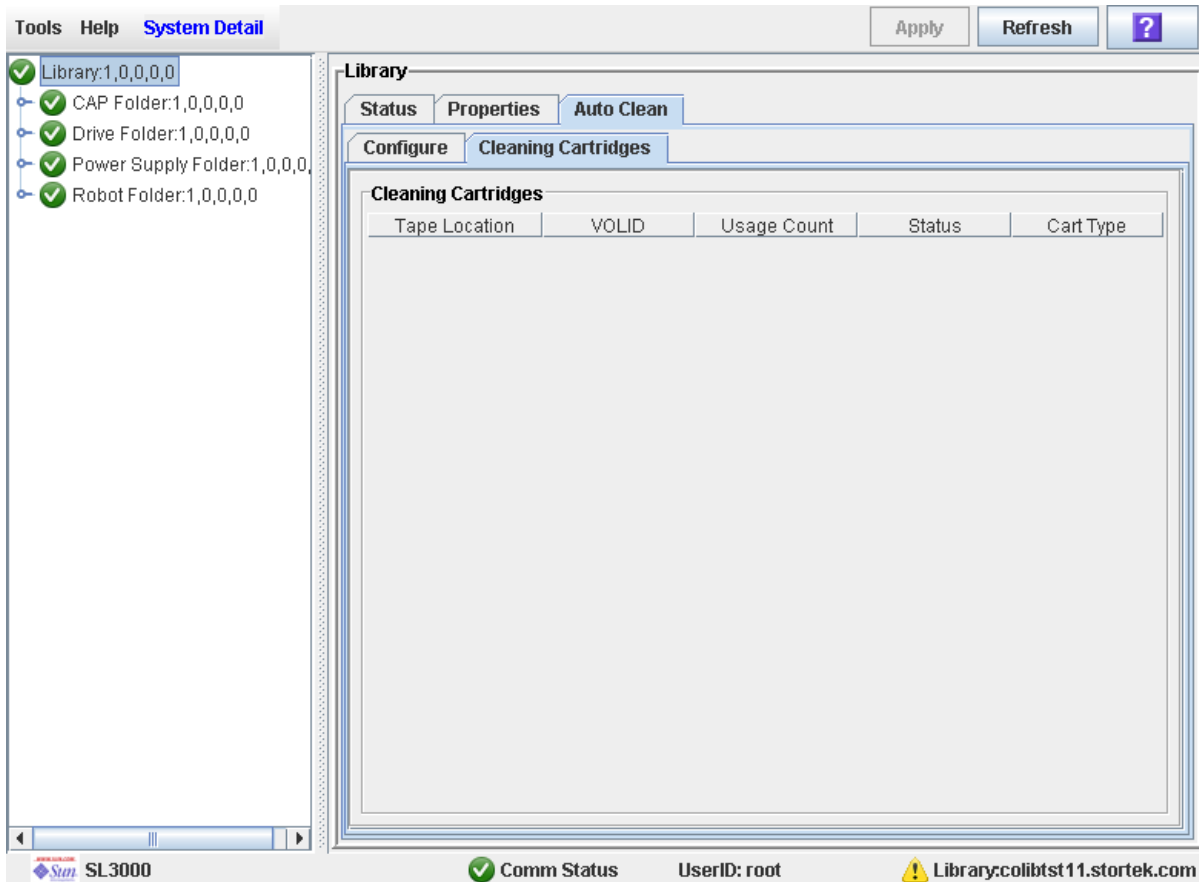 Tools Help System Detail
Apply Refresh ?
Library:1,0,0,0,0
CAP Folder:1,0,0,0,0
Drive Folder:1,0,0,0,0
Power Supply Folder:1,0,0,0,
Robot Folder:1,0,0,0,0
Library
Status Properties Auto Clean
Configure Cleaning Cartridges
Cleaning Cartridges
Tape Location VOLID Usage Count Status Cart Type
Sun SL3000 Comm Status UserID: root Library:colibtst11.stortek.com